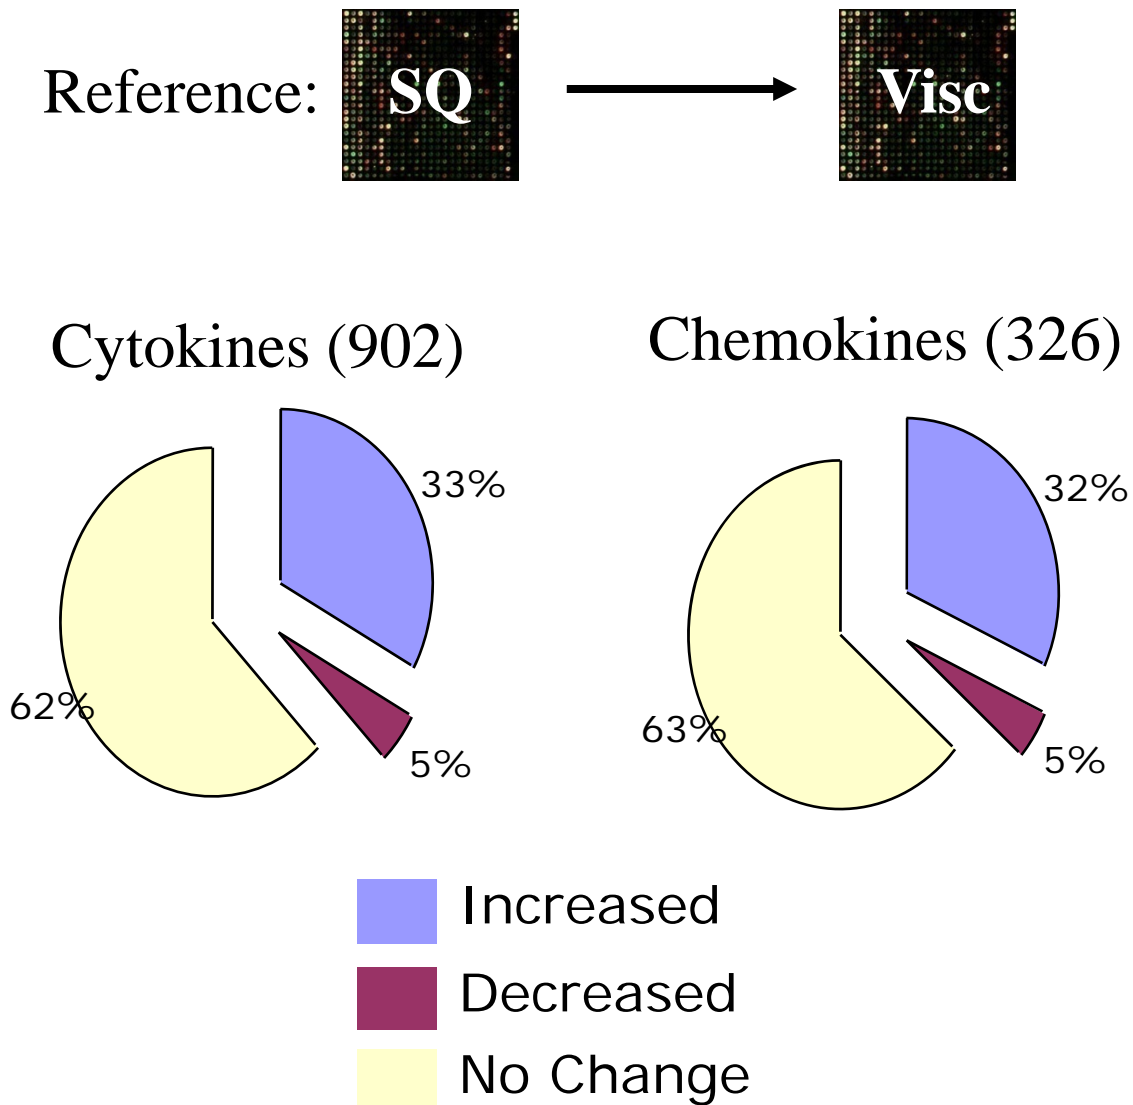 Reference: SQ Visc
Cytokines (902)
Chemokines (326)
33%
62%
5%
32%
63%
5%
Increased
Decreased
No Change